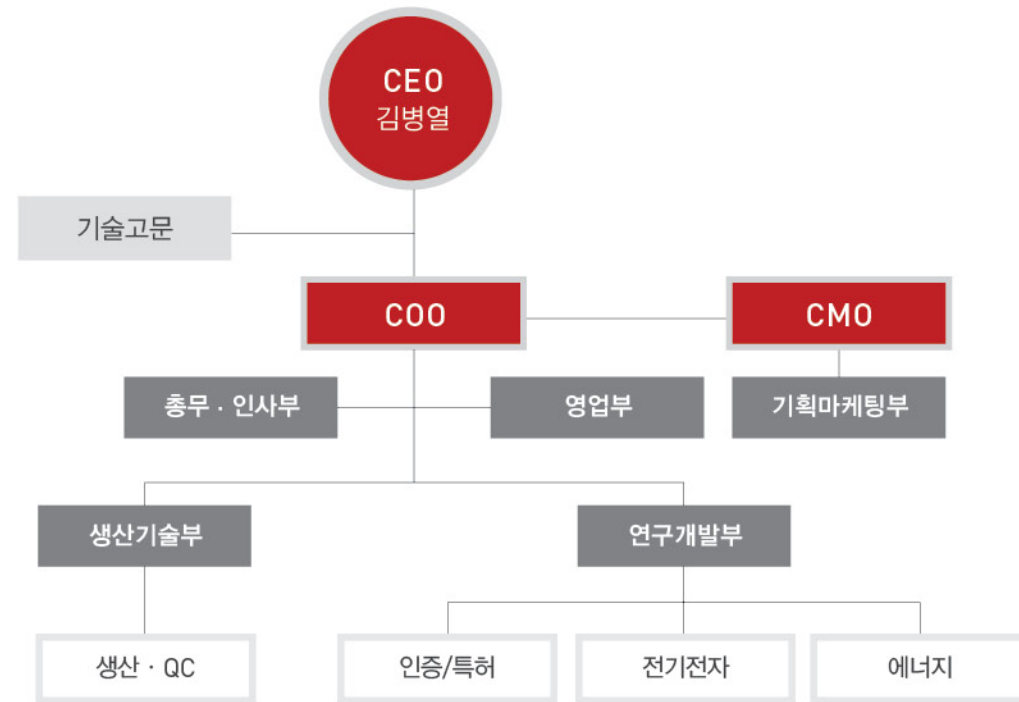 CEO
김병열
기술고문
COO
CMO
총무 · 인사부
영업부
기획마케팅부
생산기술부
연구개발부
생산 · QC
인증/특허
전기전자
에너지